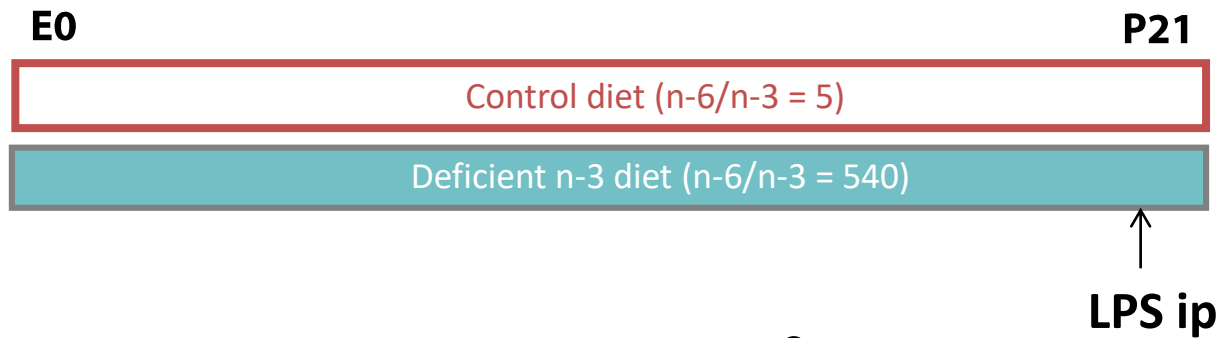 E0 P21
Control diet (n-6/n-3 = 5)
Deficient n-3 diet (n-6/n-3 = 540)
LPS ip